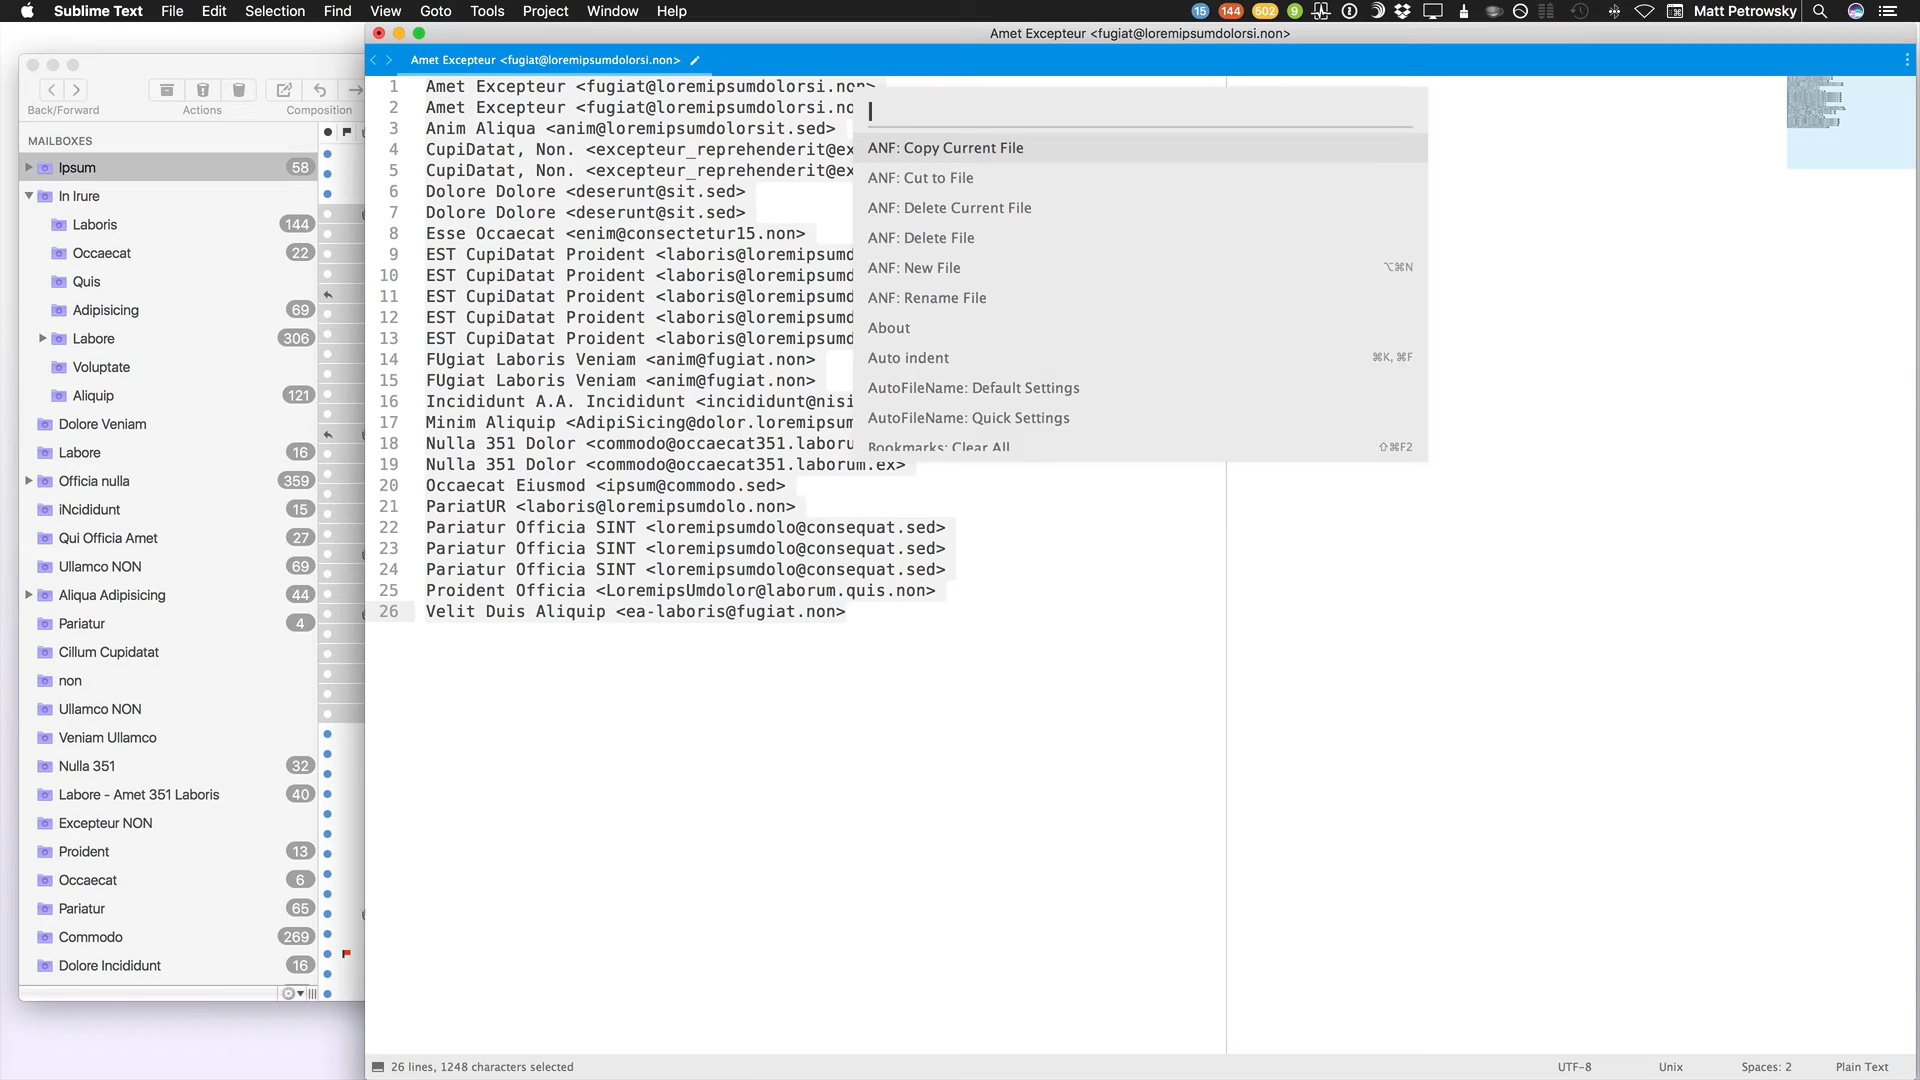 Sublime Text File Edit Selection Find View Goto Tools Project Window Help 15 144 502 9 Matt Petrowsky
Amet Excepteur <fugiat@loremipsumdolorsi.non>
Amet Excepteur <fugiat@loremipsumdolorsi.non>
Back/Forward Actions Composition
MAILBOXES
Ipsum 58
In Irure
Laboris 144
Occaecat 22
Quis
Adipisicing 69
Labore 306
Voluptate
Aliquip 121
Dolore Veniam
Labore 16
Officia nulla 359
iNcididunt 15
Qui Officia Amet 27
Ullamco NON 69
Aliqua Adipisicing 44
Pariatur 4
Cillum Cupidatat
non
Ullamco NON
Veniam Ullamco
Nulla 351 32
Labore - Amet 351 Laboris 40
Excepteur NON
Proident 13
Occaecat 6
Pariatur 65
Commodo 269
Dolore Incididunt 16
1 Amet Excepteur <fugiat@loremipsumdolorsi.non>
2 Amet Excepteur <fugiat@loremipsumdolorsi.no
3 Anim Aliqua <anim@loremipsumdolorsit.sed>
4 CupiDatat, Non. <excepteur_reprehenderit@ex
5 CupiDatat, Non. <excepteur_reprehenderit@ex
6 Dolore Dolore <deserunt@sit.sed>
7 Dolore Dolore <deserunt@sit.sed>
8 Esse Occaecat <enim@consectetur15.non>
9 EST CupiDatat Proident <laboris@loremipsumd
10 EST CupiDatat Proident <laboris@loremipsumd
11 EST CupiDatat Proident <laboris@loremipsumd
12 EST CupiDatat Proident <laboris@loremipsumd
13 EST CupiDatat Proident <laboris@loremipsumd
14 FUgiat Laboris Veniam <anim@fugiat.non>
15 FUgiat Laboris Veniam <anim@fugiat.non>
16 Incididunt A.A. Incididunt <incididunt@nisi
17 Minim Aliquip <AdipiSicing@dolor.loremipsum
18 Nulla 351 Dolor <commodo@occaecat351.laboru
19 Nulla 351 Dolor <commodo@occaecat351.laborum.ex>
20 Occaecat Eiusmod <ipsum@commodo.sed>
21 PariatUR <laboris@loremipsumdolo.non>
22 Pariatur Officia SINT <loremipsumdolo@consequat.sed>
23 Pariatur Officia SINT <loremipsumdolo@consequat.sed>
24 Pariatur Officia SINT <loremipsumdolo@consequat.sed>
25 Proident Officia <LoremipsUmdolor@laborum.quis.non>
26 Velit Duis Aliquip <ea-laboris@fugiat.non>
ANF: Copy Current File
ANF: Cut to File
ANF: Delete Current File
ANF: Delete File
ANF: New File ⌥⌘N
ANF: Rename File
About
Auto indent ⌘K, ⌘F
AutoFileName: Default Settings
AutoFileName: Quick Settings
Bookmarks: Clear All ⇧⌘F2
26 lines, 1248 characters selected UTF-8 Unix Spaces: 2 Plain Text